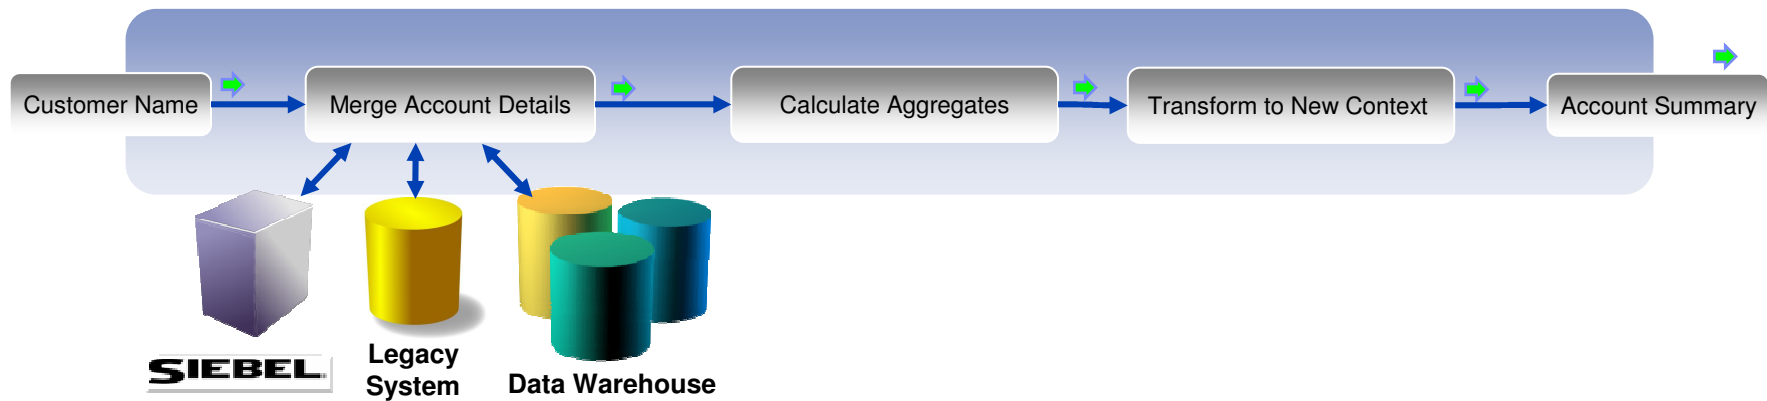 Customer Name
Merge Account Details
Calculate Aggregates
Transform to New Context
Account Summary
SIEBEL
Legacy
System
Data Warehouse